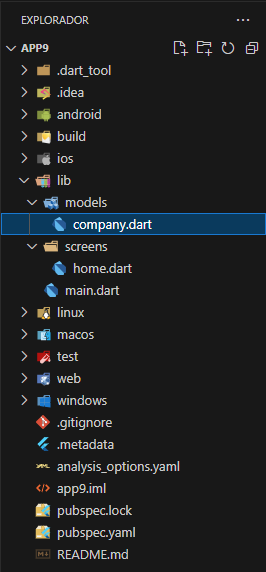 EXPLORADOR
APP9
.dart_tool
.idea
android
build
ios
lib
models
company.dart
screens
home.dart
main.dart
linux
macos
test
web
windows
.gitignore
.metadata
analysis_options.yaml
app9.iml
pubspec.lock
pubspec.yaml
README.md